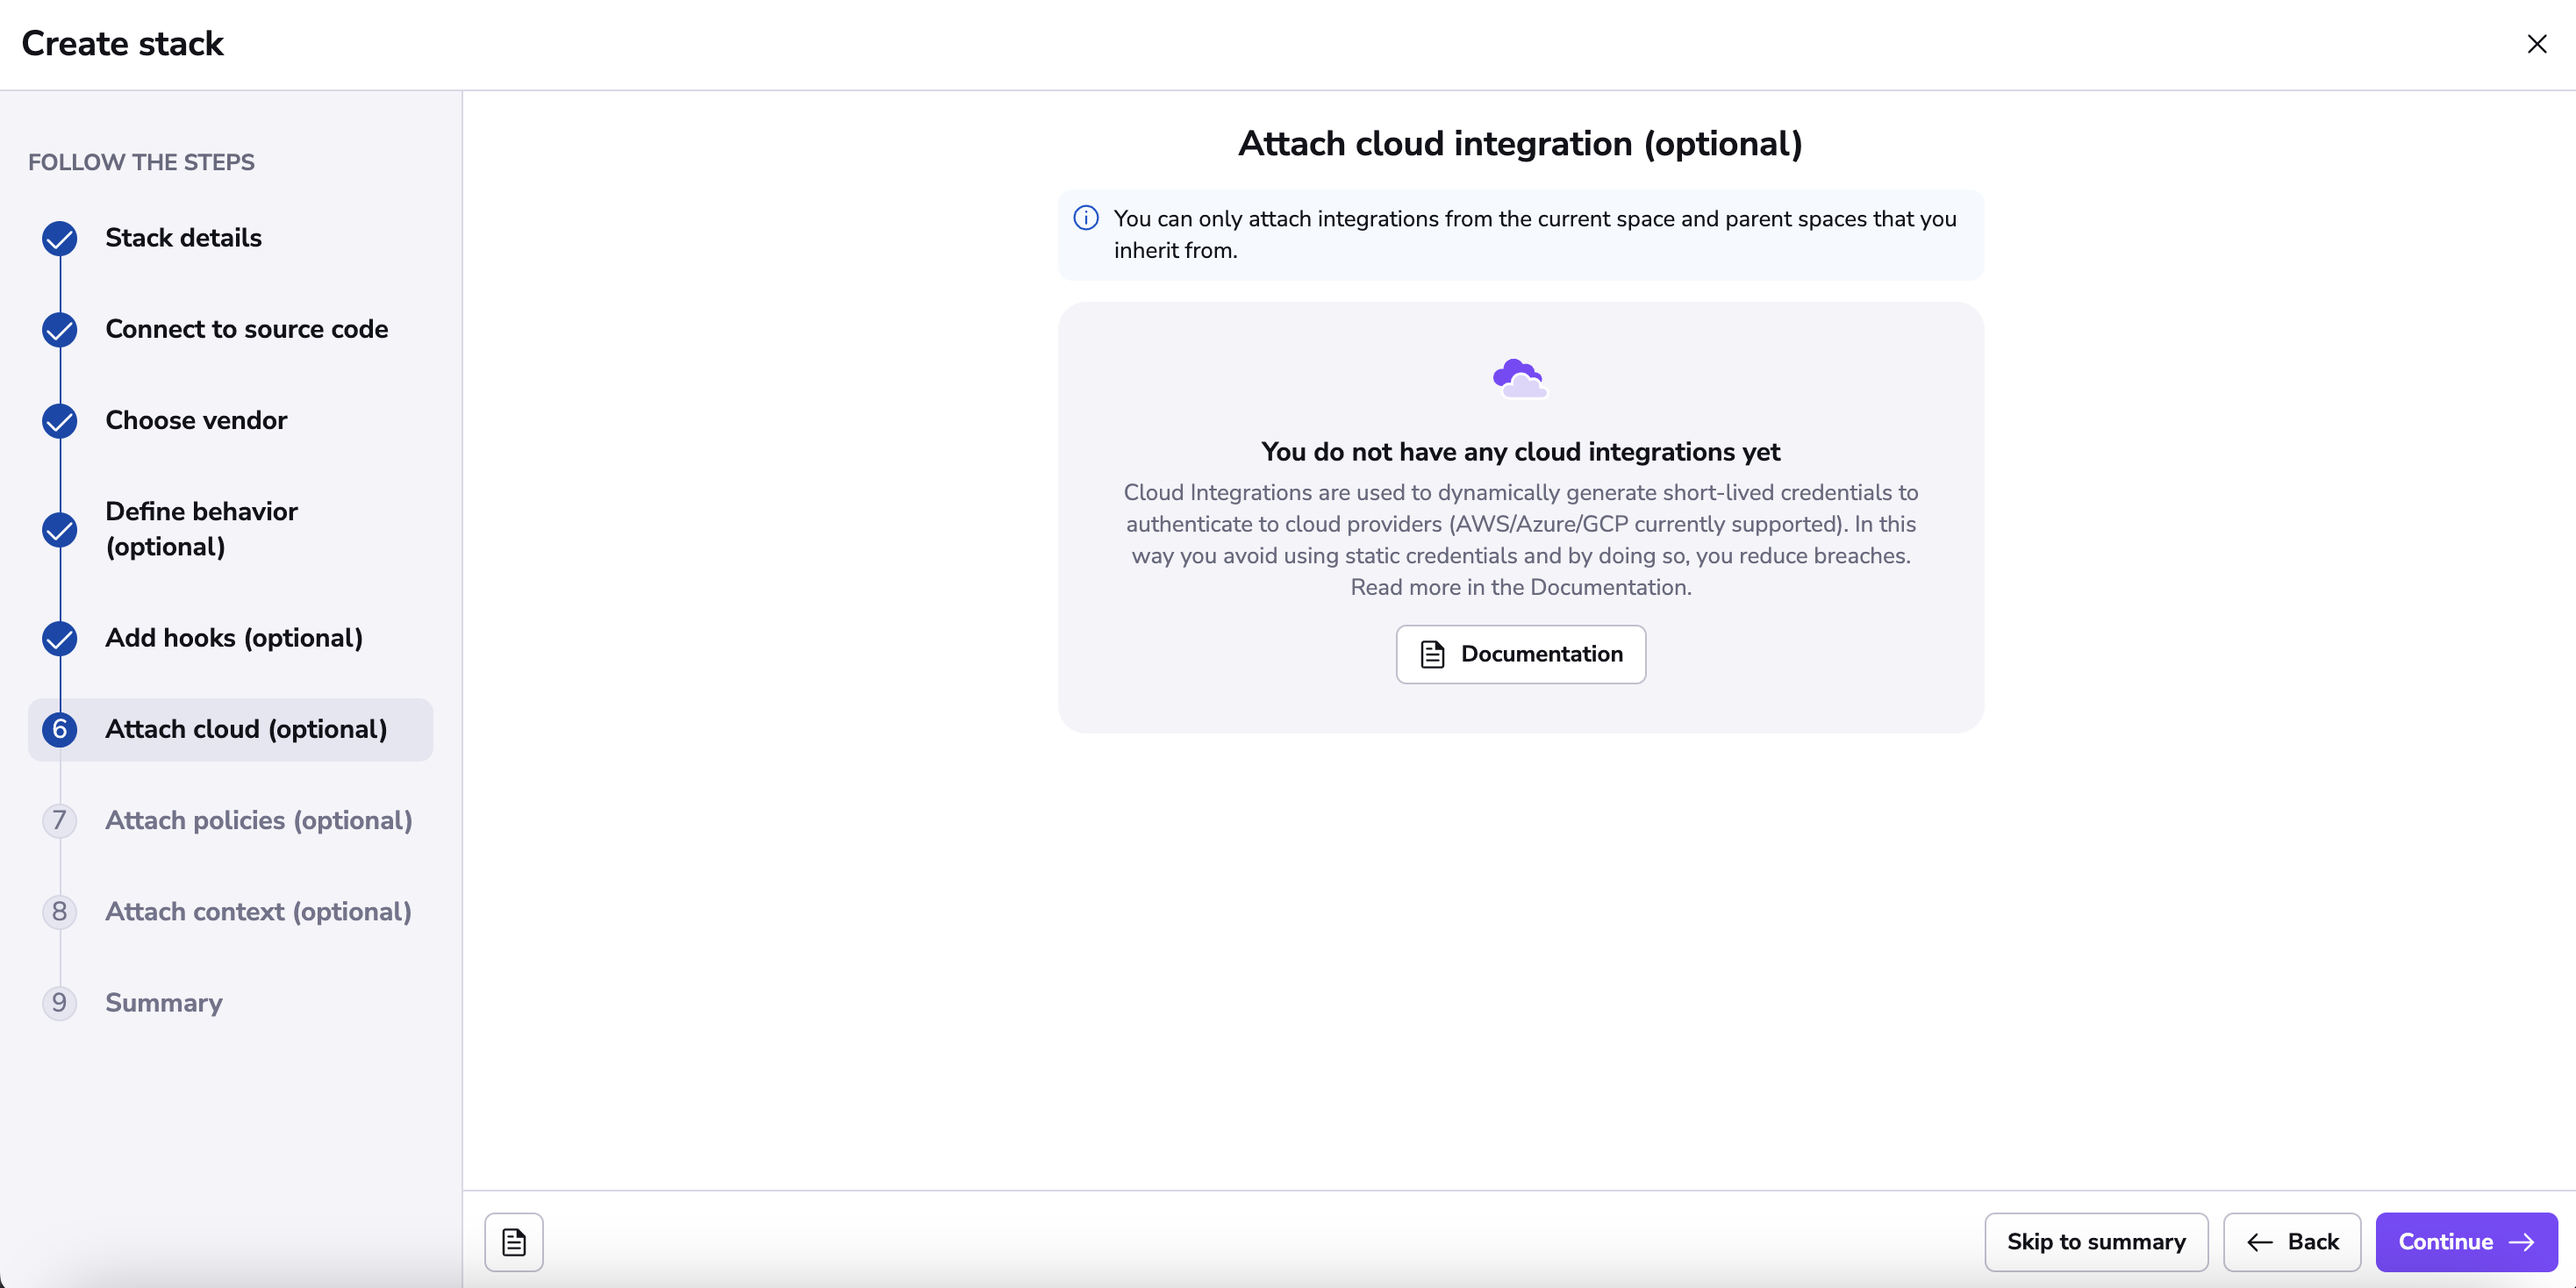 Create stack
FOLLOW THE STEPS
Stack details
Connect to source code
Choose vendor
Define behavior
(optional)
Add hooks (optional)
6 Attach cloud (optional)
7 Attach policies (optional)
8 Attach context (optional)
9 Summary
Attach cloud integration (optional)
You can only attach integrations from the current space and parent spaces that you
inherit from.
You do not have any cloud integrations yet
Cloud Integrations are used to dynamically generate short-lived credentials to
authenticate to cloud providers (AWS/Azure/GCP currently supported). In this
way you avoid using static credentials and by doing so, you reduce breaches.
Read more in the Documentation.
Documentation
Skip to summary
Back
Continue